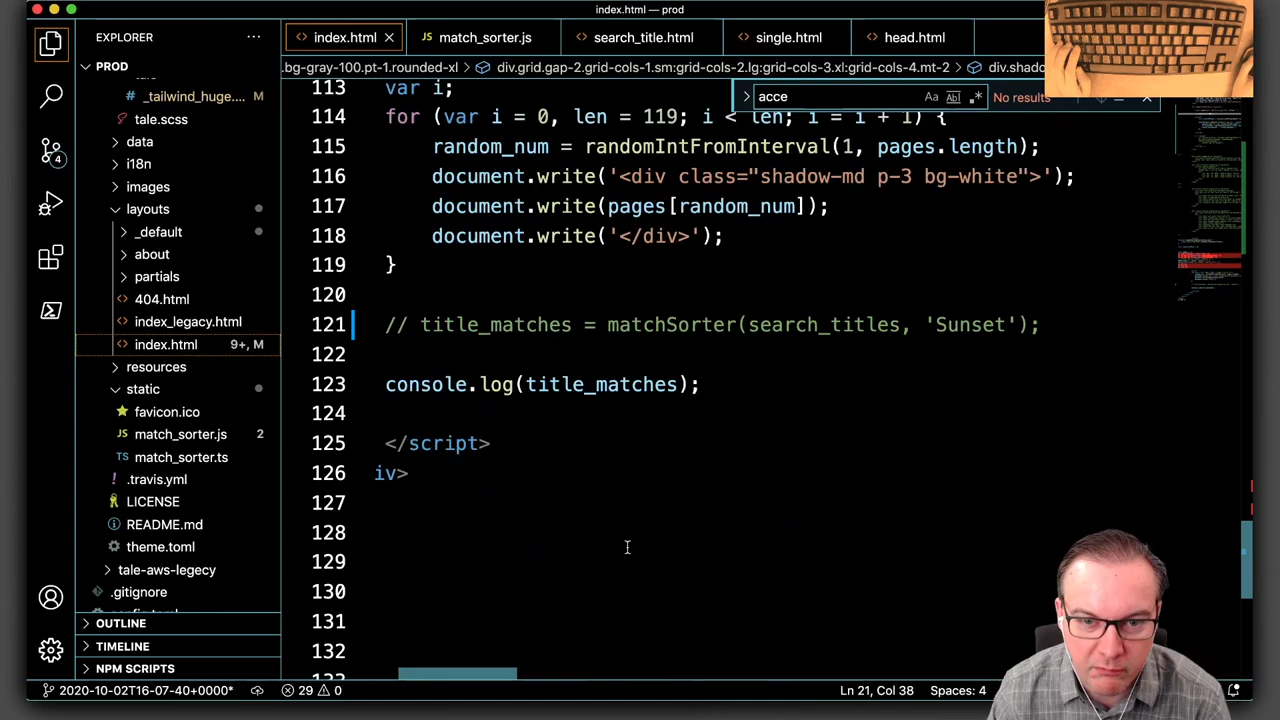 index.html — prod
EXPLORER
PROD
_tailwind_huge.... M
tale.scss
data
i18n
images
layouts
_default
about
partials
404.html
index_legacy.html
index.html 9+, M
resources
static
favicon.ico
match_sorter.js 2
match_sorter.ts
.travis.yml
LICENSE
README.md
theme.toml
tale-aws-legacy
.gitignore
OUTLINE
TIMELINE
NPM SCRIPTS
index.html
match_sorter.js
search_title.html
single.html
head.html
.bg-gray-100.pt-1.rounded-xl > div.grid.gap-2.grid-cols-1.sm:grid-cols-2.lg:grid-cols-3.xl:grid-cols-4.mt-2 > div.shado
acce
Aa Ab| .* No results
113 var i;
114 for (var i = 0, len = 119; i < len; i = i + 1) {
115 random_num = randomIntFromInterval(1, pages.length);
116 document.write('<div class="shadow-md p-3 bg-white">');
117 document.write(pages[random_num]);
118 document.write('</div>');
119 }
120
121 // title_matches = matchSorter(search_titles, 'Sunset');
122
123 console.log(title_matches);
124
125 </script>
126 iv>
127
128
129
130
131
132
2020-10-02T16-07-40+0000*
29
0
Ln 21, Col 38
Spaces: 4
4